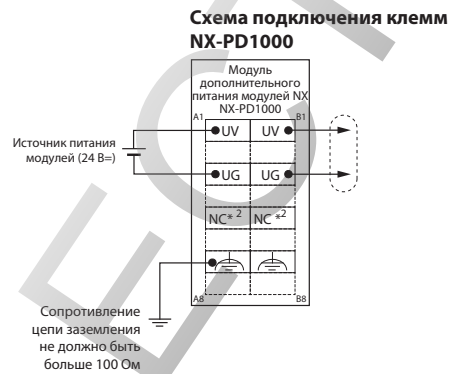 Схема подключения клемм
NX-PD1000
Модуль
дополнительного
питания модулей NX
NX-PD1000
A1
B1
UV
UV
Источник питания
модулей (24 В=)
UG
UG
NC*2
NC*2
A8
B8
Сопротивление
цепи заземления
не должно быть
больше 100 Ом